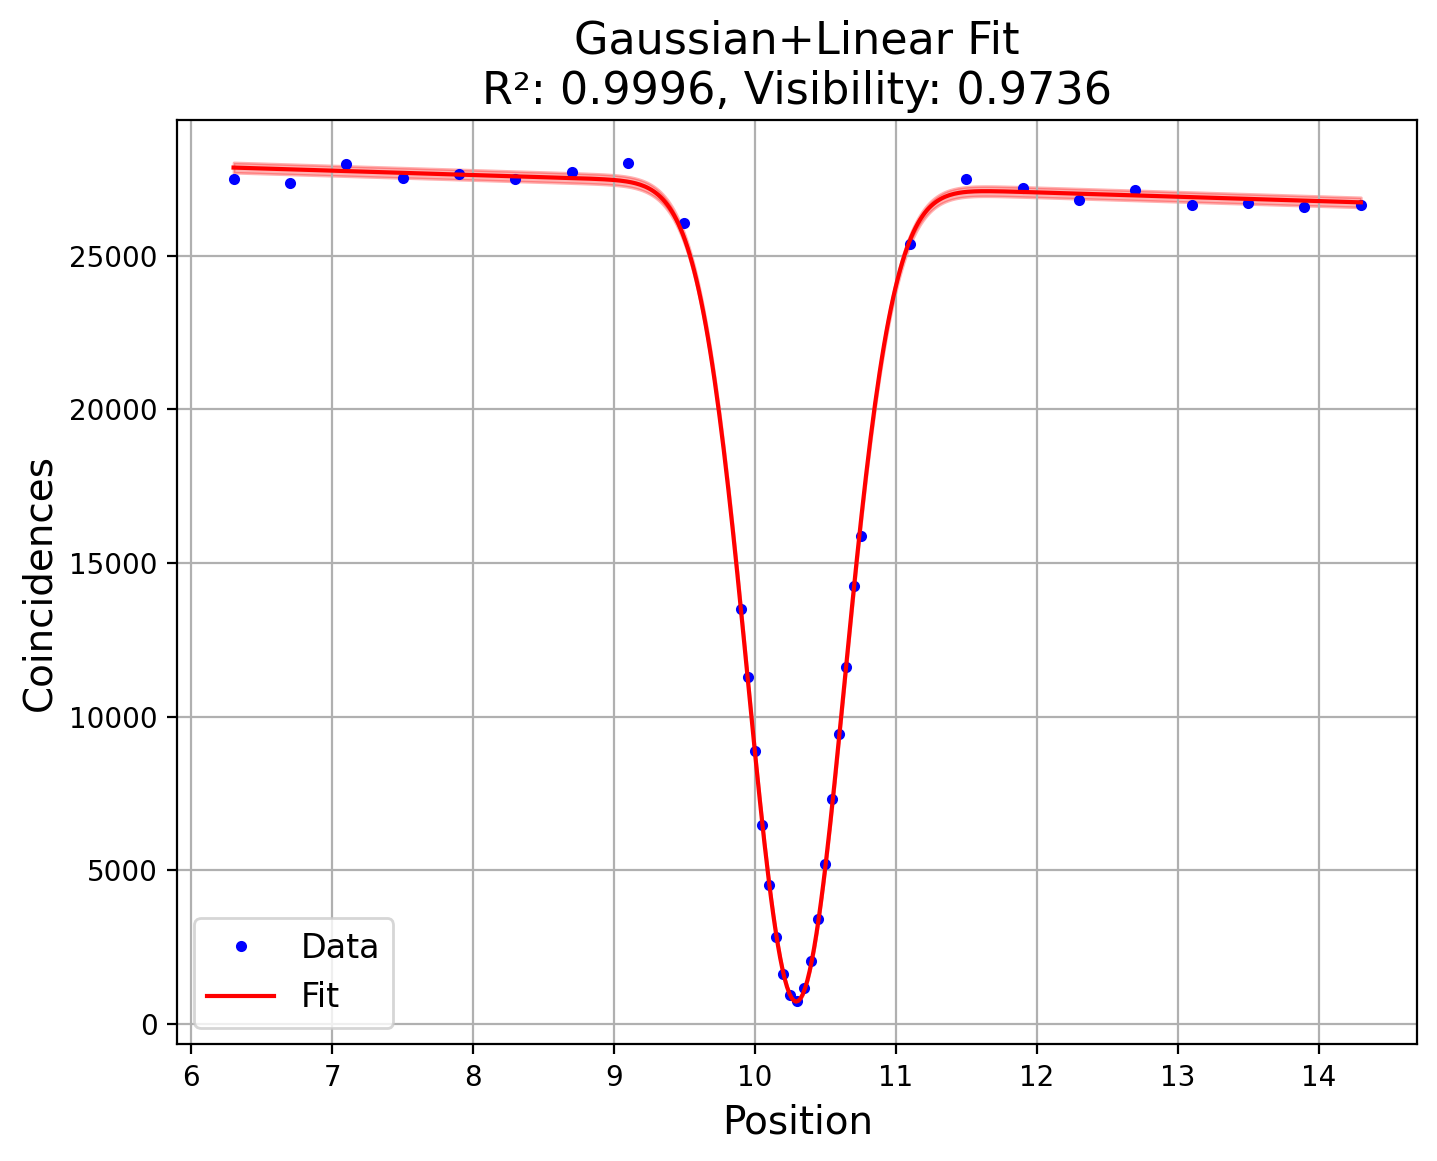 Gaussian+Linear Fit
R²: 0.9996, Visibility: 0.9736
Coincidences
25000
20000
15000
10000
5000
0
Data
Fit
6 7 8 9 10 11 12 13 14
Position